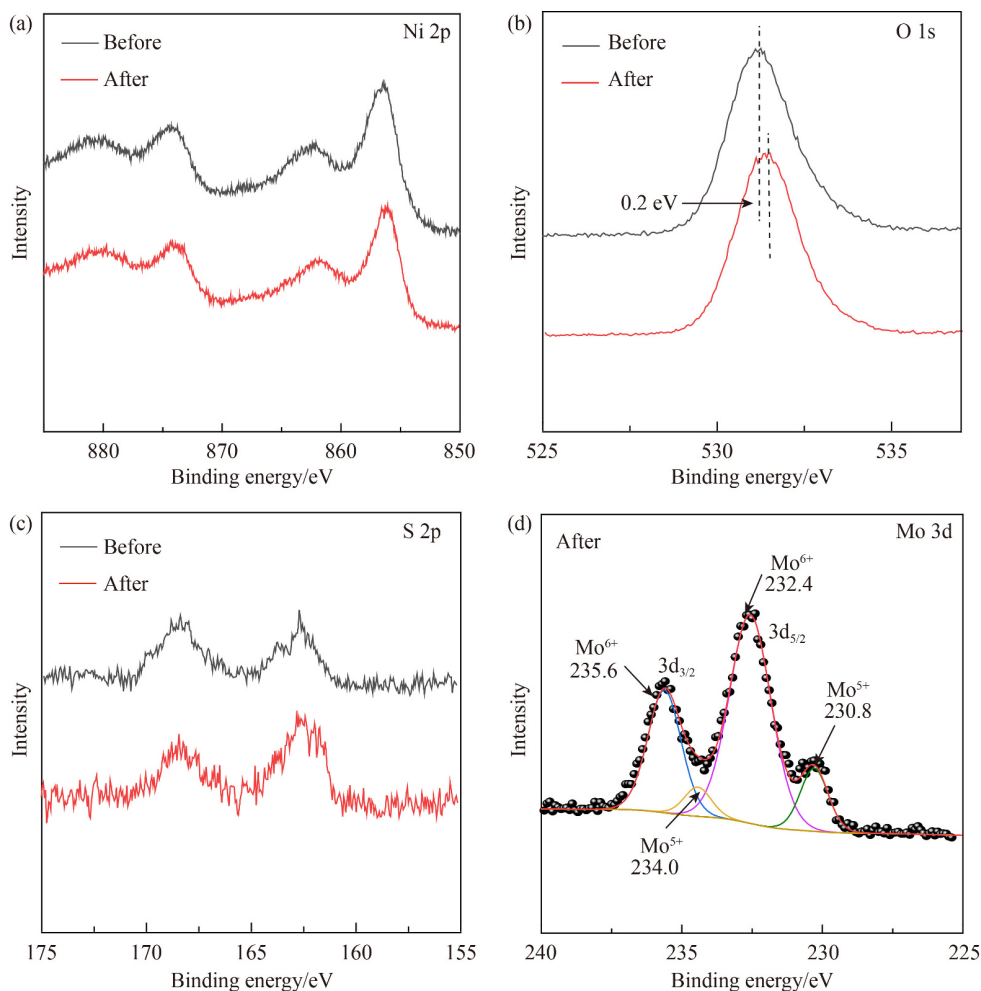 (a)
Ni 2p
Before
After
Intensity
880
870
860
850
Binding energy/eV
(b)
O 1s
Before
After
0.2 eV
Intensity
525
530
535
Binding energy/eV
(c)
S 2p
Before
After
Intensity
175
170
165
160
155
Binding energy/eV
(d)
After
Mo 3d
Mo⁶⁺
232.4
Mo⁶⁺
235.6
3d₃/₂
3d₅/₂
Mo⁵⁺
230.8
Mo⁵⁺
234.0
Intensity
240
235
230
225
Binding energy/eV